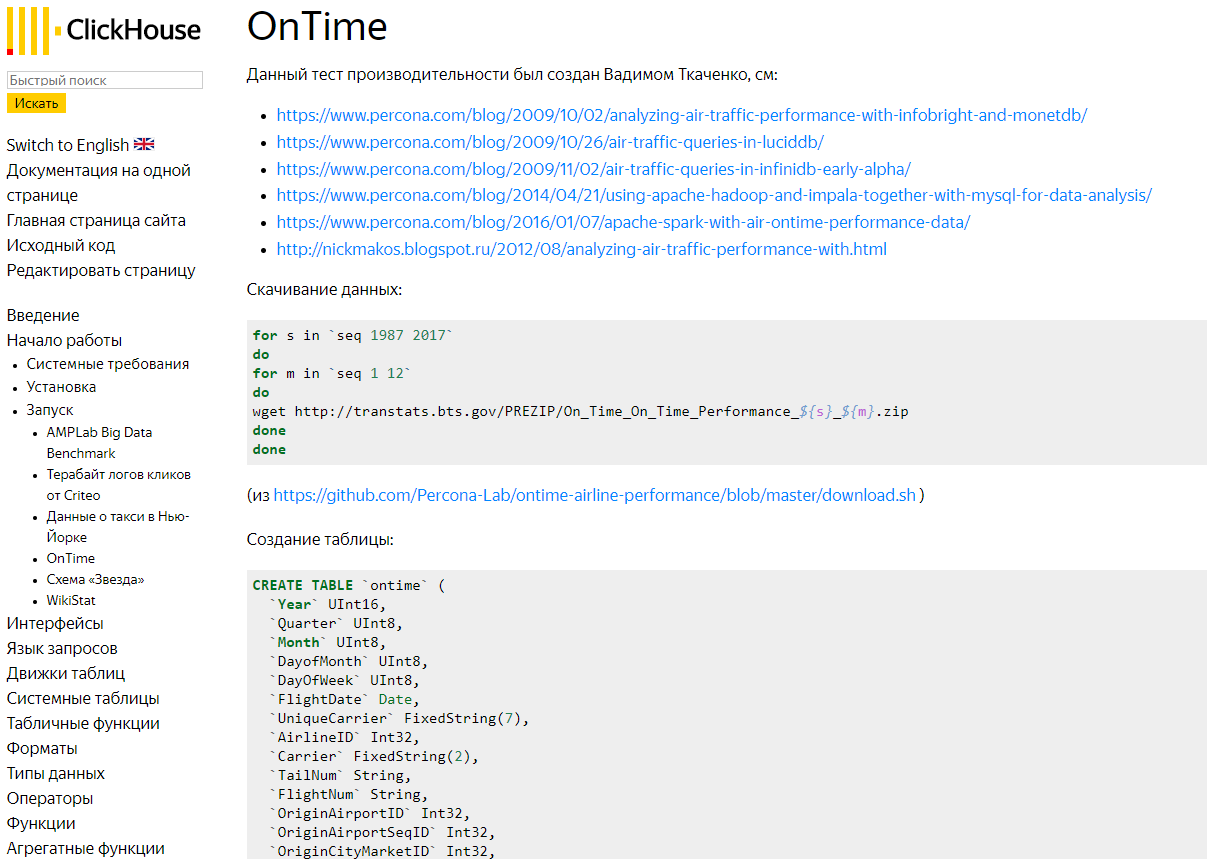 ClickHouse
Быстрый поиск
Искать
Switch to English
Документация на одной
странице
Главная страница сайта
Исходный код
Редактировать страницу
Введение
Начало работы
Системные требования
Установка
Запуск
AMPLab Big Data
Benchmark
Терабайт логов кликов
от Criteo
Данные о такси в Нью-
Йорке
OnTime
Схема «Звезда»
WikiStat
Интерфейсы
Язык запросов
Движки таблиц
Системные таблицы
Табличные функции
Форматы
Типы данных
Операторы
Функции
Агрегатные функции
OnTime
Данный тест производительности был создан Вадимом Ткаченко, см:
https://www.percona.com/blog/2009/10/02/analyzing-air-traffic-performance-with-infobright-and-monetdb/
https://www.percona.com/blog/2009/10/26/air-traffic-queries-in-luciddb/
https://www.percona.com/blog/2009/11/02/air-traffic-queries-in-infinidb-early-alpha/
https://www.percona.com/blog/2014/04/21/using-apache-hadoop-and-impala-together-with-mysql-for-data-analysis/
https://www.percona.com/blog/2016/01/07/apache-spark-with-air-ontime-performance-data/
http://nickmakos.blogspot.ru/2012/08/analyzing-air-traffic-performance-with.html
Скачивание данных:
for s in `seq 1987 2017`
do
for m in `seq 1 12`
do
wget http://transtats.bts.gov/PREZIP/On_Time_On_Time_Performance_${s}_${m}.zip
done
done
(из https://github.com/Percona-Lab/ontime-airline-performance/blob/master/download.sh )
Создание таблицы:
CREATE TABLE `ontime` (
`Year` UInt16,
`Quarter` UInt8,
`Month` UInt8,
`DayofMonth` UInt8,
`DayOfWeek` UInt8,
`FlightDate` Date,
`UniqueCarrier` FixedString(7),
`AirlineID` Int32,
`Carrier` FixedString(2),
`TailNum` String,
`FlightNum` String,
`OriginAirportID` Int32,
`OriginAirportSeqID` Int32,
`OriginCityMarketID` Int32,